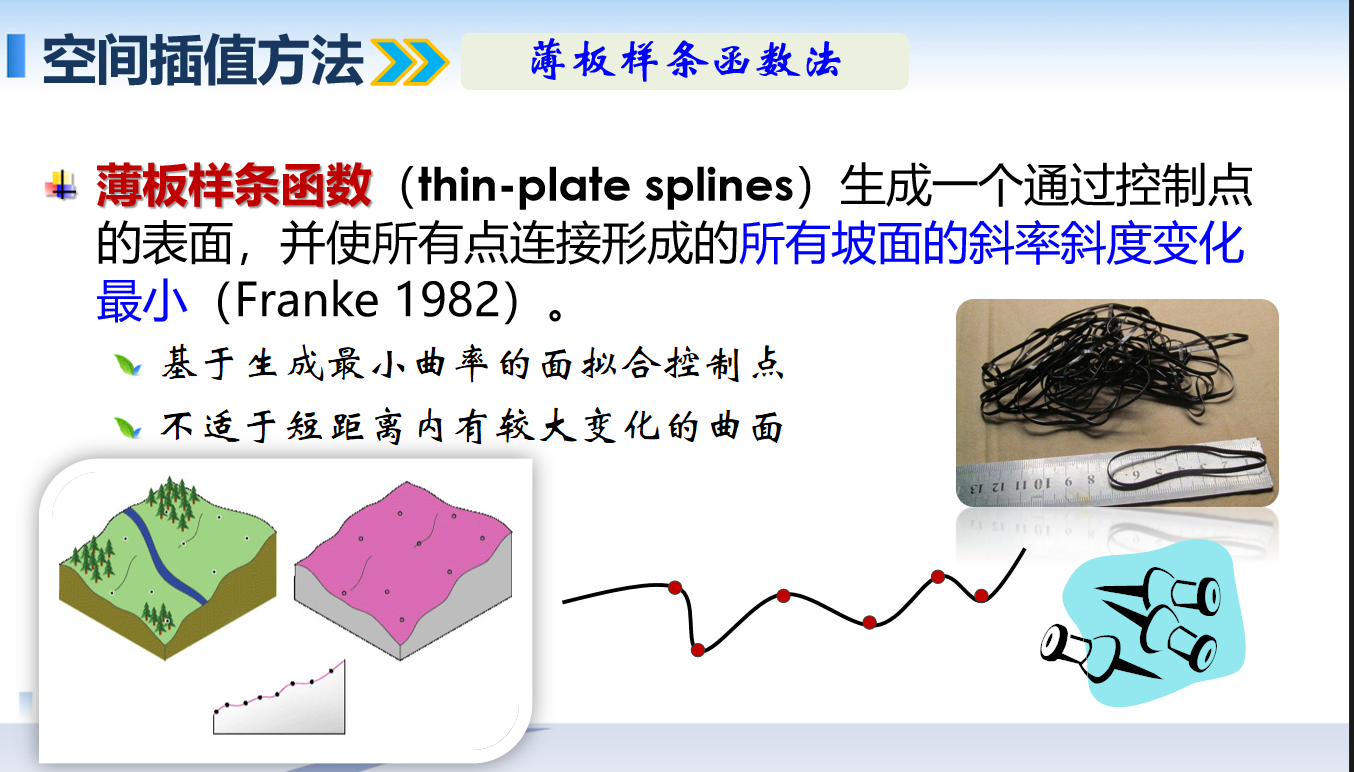 空间插值方法
薄板样条函数法
薄板样条函数（thin-plate splines）生成一个通过控制点
的表面，并使所有点连接形成的所有坡面的斜率斜度变化
最小（Franke 1982）。
基于生成最小曲率的面拟合控制点
不适于短距离内有较大变化的曲面
13 12 11 10 9 8 7 6 5